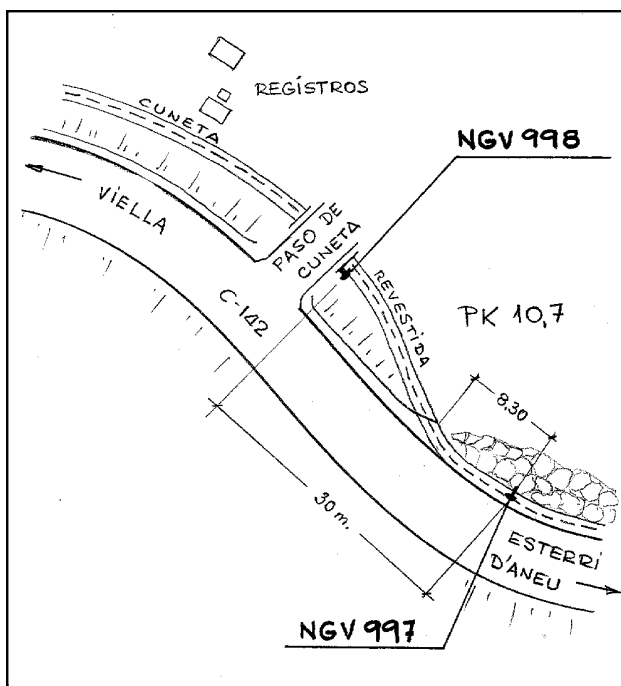 REGÍSTROS
CUNETA
NGV 998
VIELLA
PASO DE
CUNETA
REVESTIDA
C-142
PK 10,7
8.30
30 m.
ESTERRI
D'ANEU
NGV 997